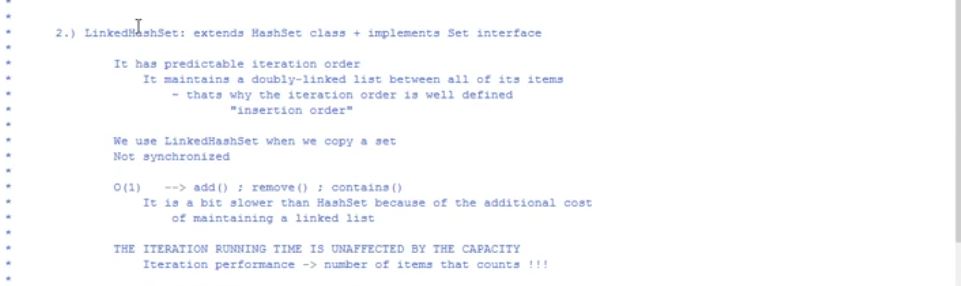 *
*
* 2.) LinkedHashSet: extends HashSet class + implements Set interface
*
* It has predictable iteration order
* It maintains a doubly-linked list between all of its items
* - thats why the iteration order is well defined
* "insertion order"
*
* We use LinkedHashSet when we copy a set
* Not synchronized
*
* O(1) --> add() ; remove() ; contains()
* It is a bit slower than HashSet because of the additional cost
* of maintaining a linked list
*
* THE ITERATION RUNNING TIME IS UNAFFECTED BY THE CAPACITY
* Iteration performance -> number of items that counts !!!
*